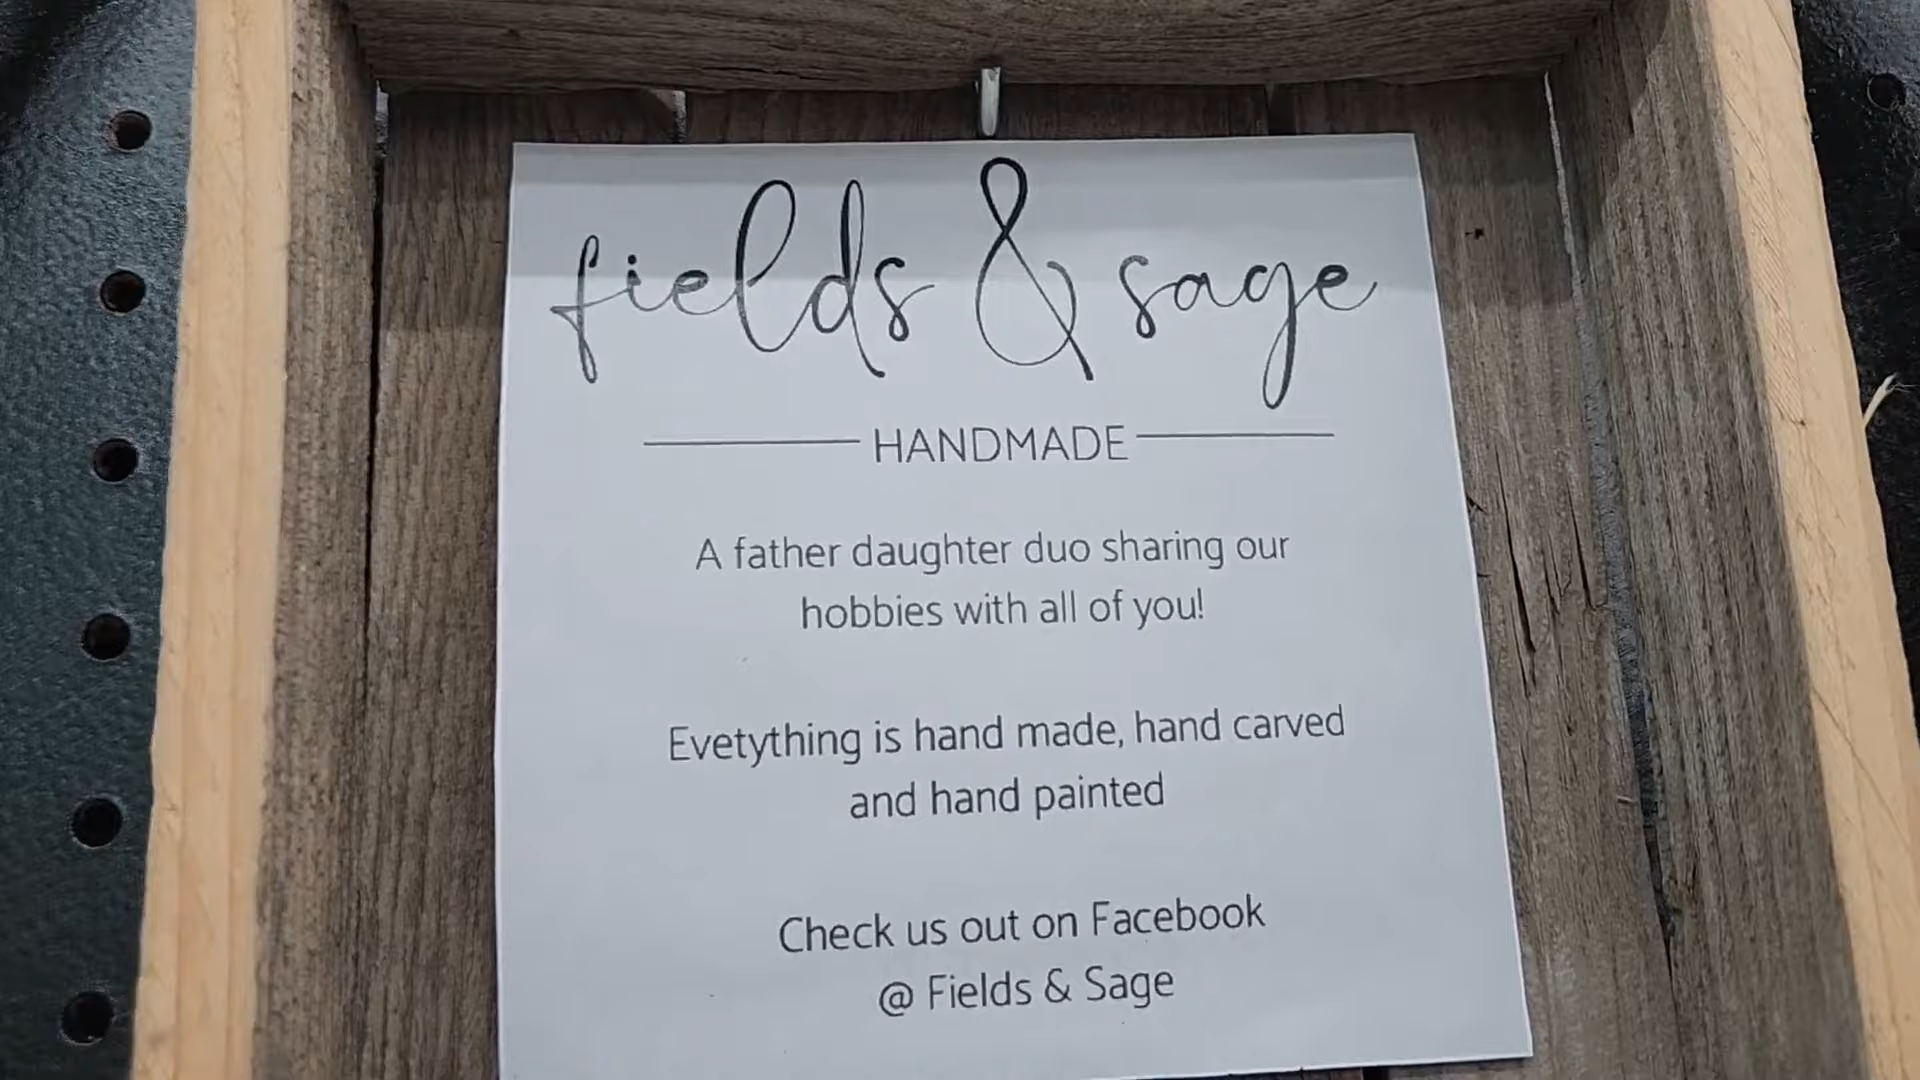 fields & sage
HANDMADE
A father daughter duo sharing our
hobbies with all of you!
Evetything is hand made, hand carved
and hand painted
Check us out on Facebook
@ Fields & Sage